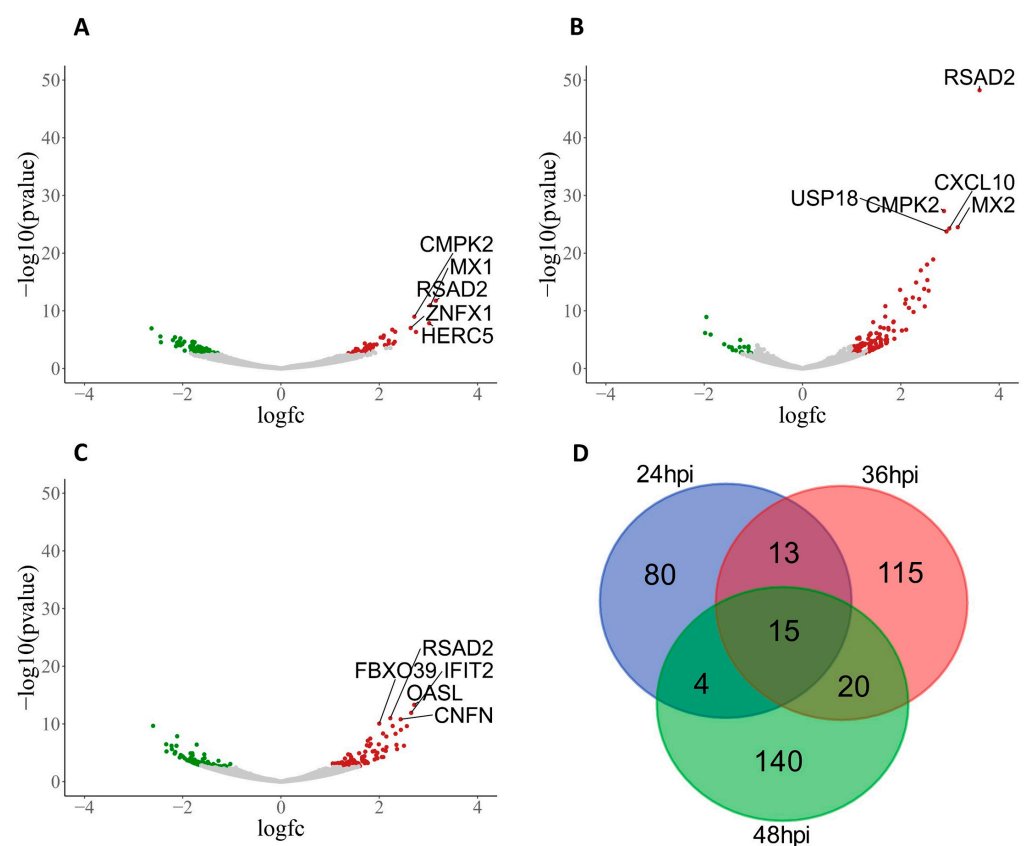 A
50
40
30
20
10
0
−log10(pvalue)
CMPK2
MX1
RSAD2
ZNFX1
HERC5
−4
−2
0
2
4
logfc
B
50
40
30
20
10
0
−log10(pvalue)
RSAD2
CXCL10
USP18
CMPK2
MX2
−4
−2
0
2
4
logfc
C
50
40
30
20
10
0
−log10(pvalue)
RSAD2
FBXO39
IFIT2
OASL
CNFN
−4
−2
0
2
4
logfc
D
24hpi
36hpi
80
13
115
15
4
20
140
48hpi